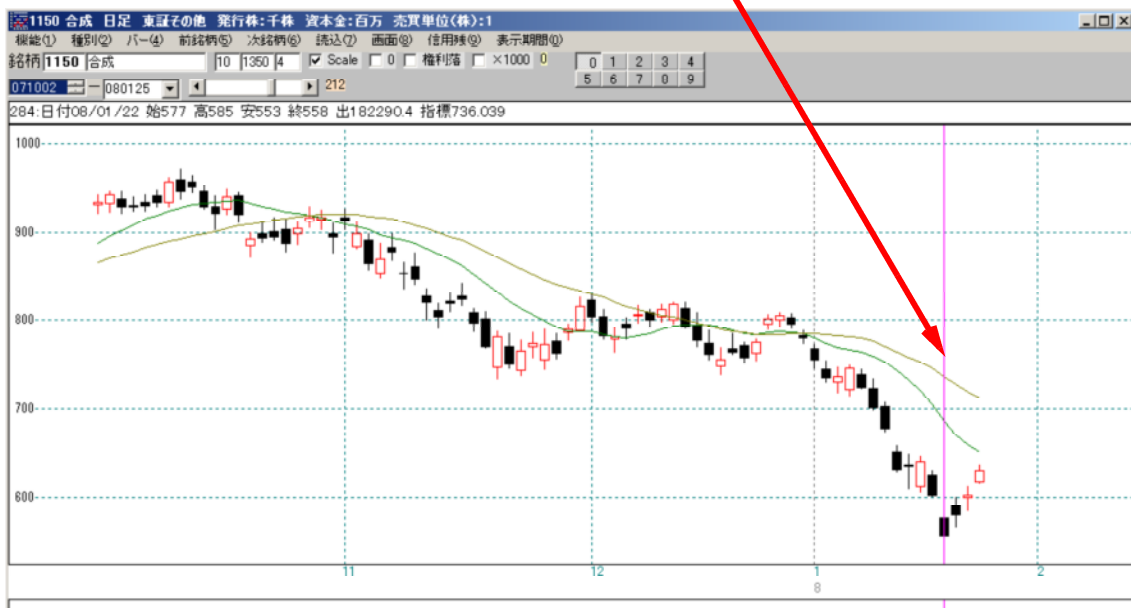 1150 合成 日足 東証その他 発行株:千株 資本金:百万 売買単位(株):1
機能(1) 種別(2) バー(4) 前銘柄(5) 次銘柄(6) 読込(7) 画面(8) 信用残(9) 表示期間(0)
銘柄 1150 合成 10 1350 4 Scale 0 権利落 ×1000 0 0 1 2 3 4
071002 ー 080125 212 5 6 7 8 9
284:日付08/01/22 始577 高585 安553 終558 出182290.4 指標736.039
1000
900
800
700
600
11 12 1 2
8